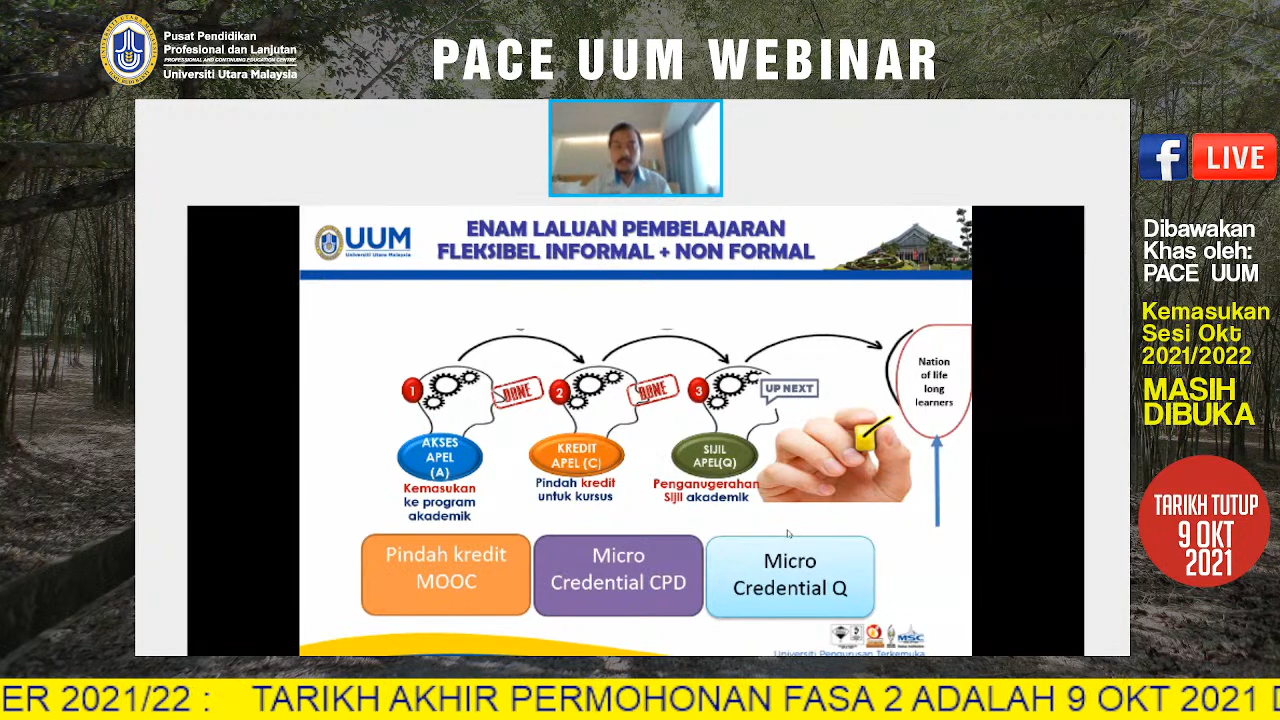 Pusat Pendidikan
Profesional dan Lanjutan
PROFESSIONAL AND CONTINUING EDUCATION CENTRE
Universiti Utara Malaysia
PACE UUM WEBINAR
LIVE
Dibawakan
Khas oleh:
PACE UUM
Kemasukan
Sesi Okt
2021/2022
MASIH
DIBUKA
TARIKH TUTUP
9 OKT
2021
UUM
Universiti Utara Malaysia
ENAM LALUAN PEMBELAJARAN
FLEKSIBEL INFORMAL + NON FORMAL
1
DONE
2
DONE
3
UP NEXT
Nation
of life
long
learners
AKSES
APEL
(A)
Kemasukan
ke program
akademik
KREDIT
APEL (C)
Pindah kredit
untuk kursus
SIJIL
APEL(Q)
Penganugerahan
Sijil akademik
Pindah kredit
MOOC
Micro
Credential CPD
Micro
Credential Q
MSC
Universiti Pengurusan Terkemuka
ER 2021/22 : TARIKH AKHIR PERMOHONAN FASA 2 ADALAH 9 OKT 2021 D